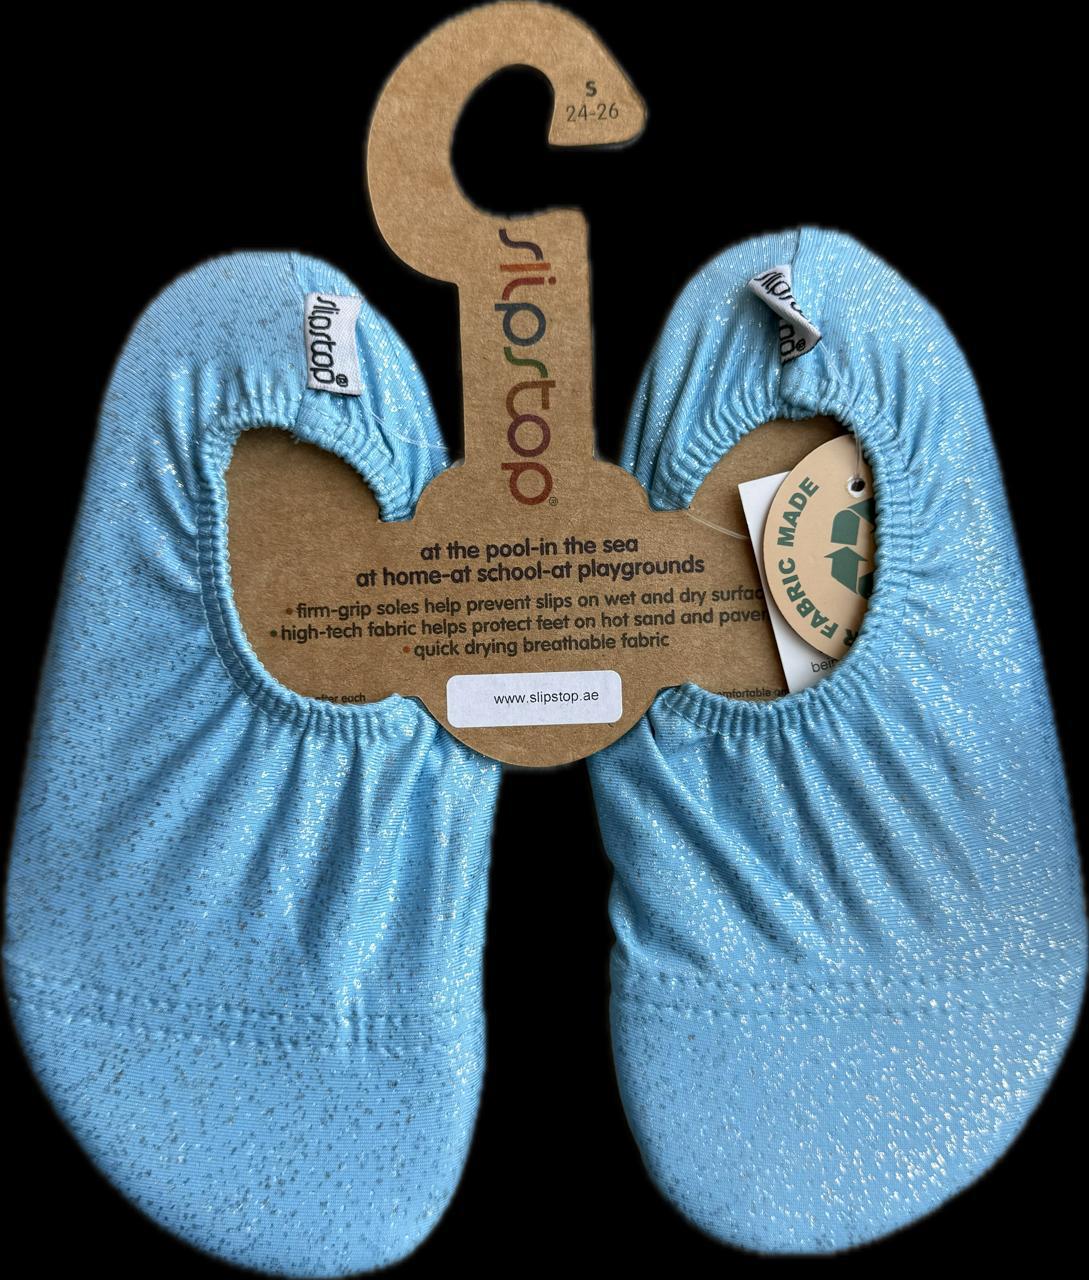 S
24-26
slipstop®
slipstop®
slipstop®
at the pool-in the sea
at home-at school-at playgrounds
•firm-grip soles help prevent slips on wet and dry
•high-tech fabric helps protect feet on hot sand and
•quick drying breathable fabric
www.slipstop.ae
FABRIC MADE
each